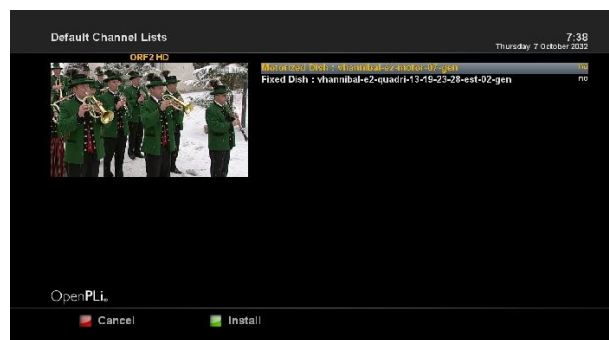 Default Channel Lists
7:38
Thursday 7 October 2032
ORF2 HD
Motorized Dish : vhannibal-e2-motor-02-gen no
Fixed Dish : vhannibal-e2-quadri-13-19-23-28-est-02-gen no
OpenPLi.
Cancel Install